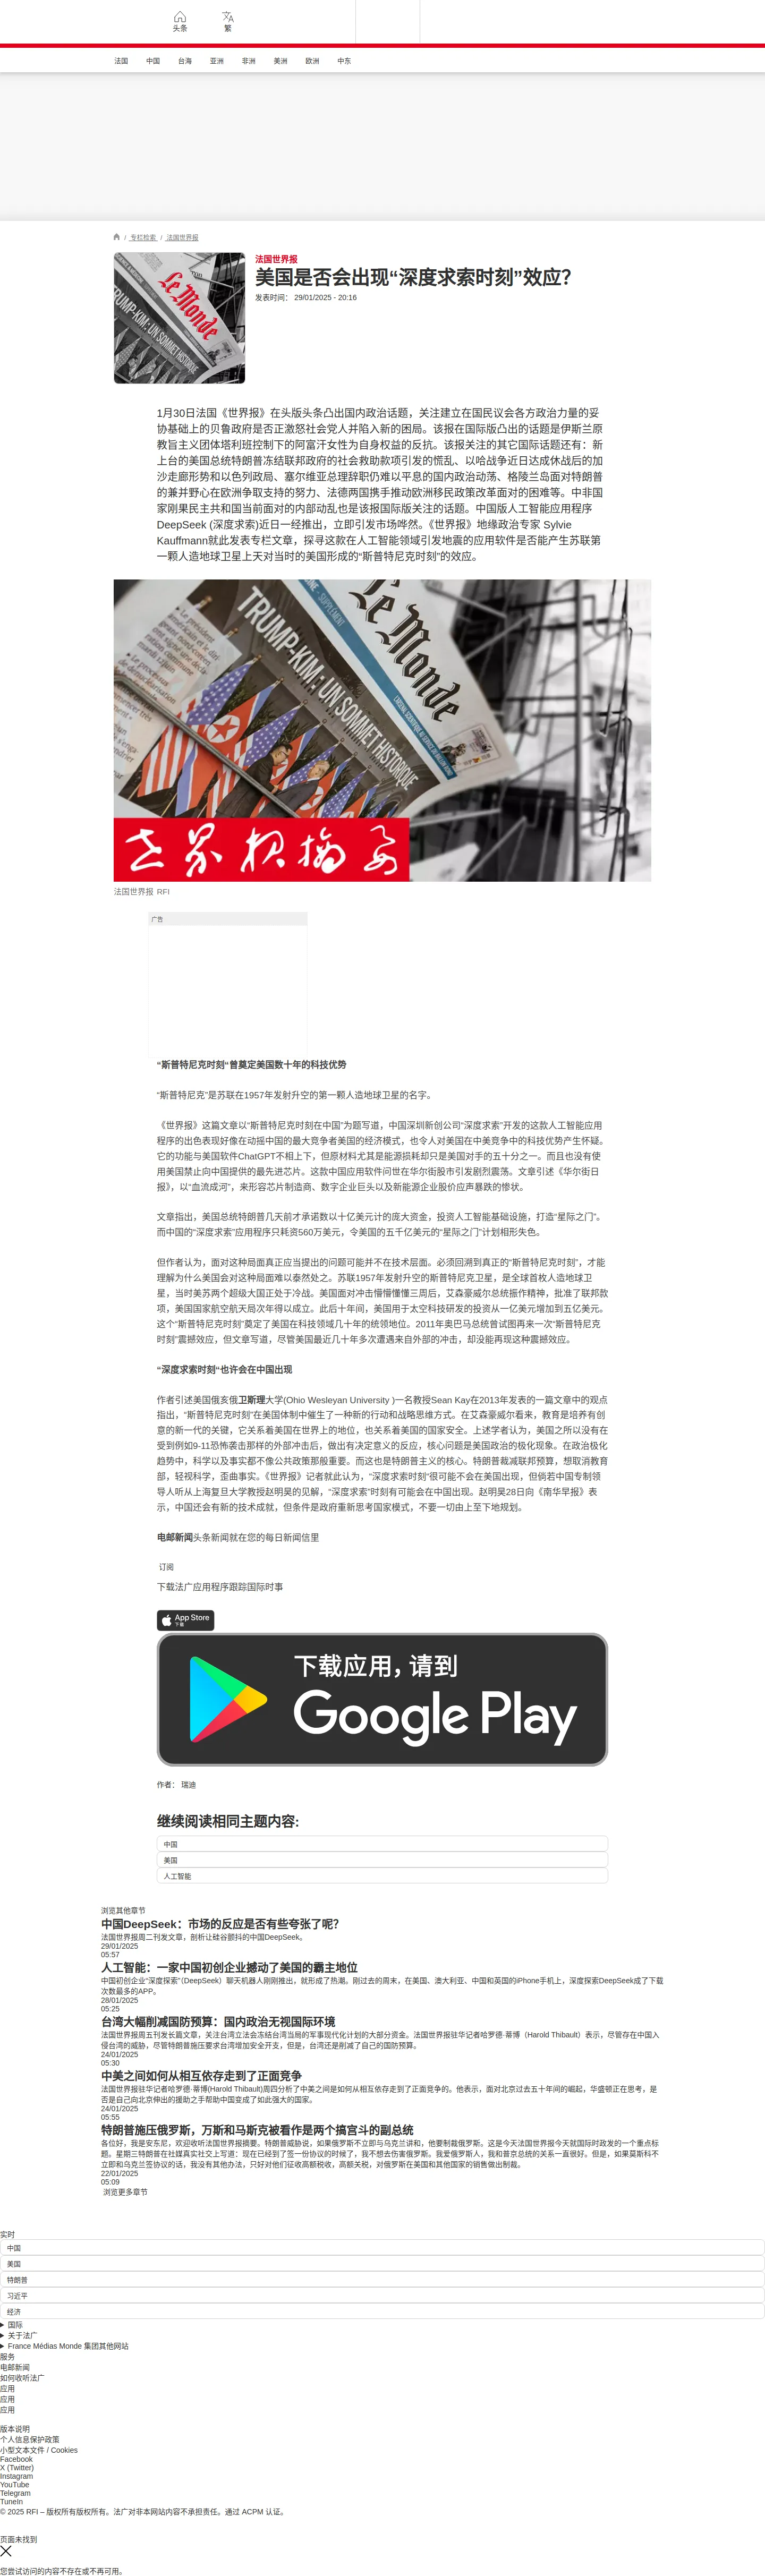 头条
繁
法国 中国 台海 亚洲 非洲 美洲 欧洲 中东
/ 专栏检索 / 法国世界报
法国世界报
美国是否会出现“深度求索时刻”效应？
发表时间： 29/01/2025 - 20:16
1月30日法国《世界报》在头版头条凸出国内政治话题，关注建立在国民议会各方政治力量的妥
协基础上的贝鲁政府是否正激怒社会党人并陷入新的困局。该报在国际版凸出的话题是伊斯兰原
教旨主义团体塔利班控制下的阿富汗女性为自身权益的反抗。该报关注的其它国际话题还有：新
上台的美国总统特朗普冻结联邦政府的社会救助款项引发的慌乱、以哈战争近日达成休战后的加
沙走廊形势和以色列政局、塞尔维亚总理辞职仍难以平息的国内政治动荡、格陵兰岛面对特朗普
的兼并野心在欧洲争取支持的努力、法德两国携手推动欧洲移民政策改革面对的困难等。中非国
家刚果民主共和国当前面对的内部动乱也是该报国际版关注的话题。中国版人工智能应用程序
DeepSeek (深度求索)近日一经推出，立即引发市场哗然。《世界报》地缘政治专家 Sylvie
Kauffmann就此发表专栏文章，探寻这款在人工智能领域引发地震的应用软件是否能产生苏联第
一颗人造地球卫星上天对当时的美国形成的“斯普特尼克时刻”的效应。
Le Monde
TRUMP-KIM: UN SOMMET HISTORIQUE
世界报摘要
法国世界报 RFI
广告
“斯普特尼克时刻“曾奠定美国数十年的科技优势
“斯普特尼克”是苏联在1957年发射升空的第一颗人造地球卫星的名字。
《世界报》这篇文章以“斯普特尼克时刻在中国”为题写道，中国深圳新创公司“深度求索”开发的这款人工智能应用
程序的出色表现好像在动摇中国的最大竞争者美国的经济模式，也令人对美国在中美竞争中的科技优势产生怀疑。
它的功能与美国软件ChatGPT不相上下，但原材料尤其是能源损耗却只是美国对手的五十分之一。而且也没有使
用美国禁止向中国提供的最先进芯片。这款中国应用软件问世在华尔街股市引发剧烈震荡。文章引述《华尔街日
报》，以“血流成河”，来形容芯片制造商、数字企业巨头以及新能源企业股价应声暴跌的惨状。
文章指出，美国总统特朗普几天前才承诺数以十亿美元计的庞大资金，投资人工智能基础设施，打造“星际之门”。
而中国的“深度求索”应用程序只耗资560万美元，令美国的五千亿美元的“星际之门”计划相形失色。
但作者认为，面对这种局面真正应当提出的问题可能并不在技术层面。必须回溯到真正的“斯普特尼克时刻”，才能
理解为什么美国会对这种局面难以泰然处之。苏联1957年发射升空的斯普特尼克卫星，是全球首枚人造地球卫
星，当时美苏两个超级大国正处于冷战。美国面对冲击懵懵懂懂三周后，艾森豪威尔总统振作精神，批准了联邦款
项，美国国家航空航天局次年得以成立。此后十年间，美国用于太空科技研发的投资从一亿美元增加到五亿美元。
这个“斯普特尼克时刻”奠定了美国在科技领域几十年的统领地位。2011年奥巴马总统曾试图再来一次“斯普特尼克
时刻”震撼效应，但文章写道，尽管美国最近几十年多次遭遇来自外部的冲击，却没能再现这种震撼效应。
“深度求索时刻“也许会在中国出现
作者引述美国俄亥俄卫斯理大学(Ohio Wesleyan University )一名教授Sean Kay在2013年发表的一篇文章中的观点
指出，“斯普特尼克时刻”在美国体制中催生了一种新的行动和战略思维方式。在艾森豪威尔看来，教育是培养有创
意的新一代的关键，它关系着美国在世界上的地位，也关系着美国的国家安全。上述学者认为，美国之所以没有在
受到例如9-11恐怖袭击那样的外部冲击后，做出有决定意义的反应，核心问题是美国政治的极化现象。在政治极化
趋势中，科学以及事实都不像公共政策那般重要。而这也是特朗普主义的核心。特朗普裁减联邦预算，想取消教育
部，轻视科学，歪曲事实。《世界报》记者就此认为，“深度求索时刻”很可能不会在美国出现，但倘若中国专制领
导人听从上海复旦大学教授赵明昊的见解，“深度求索”时刻有可能会在中国出现。赵明昊28日向《南华早报》表
示，中国还会有新的技术成就，但条件是政府重新思考国家模式，不要一切由上至下地规划。
电邮新闻头条新闻就在您的每日新闻信里
订阅
下载法广应用程序跟踪国际时事
App Store
下载
下载应用，请到
Google Play
作者： 瑞迪
继续阅读相同主题内容:
中国
美国
人工智能
浏览其他章节
中国DeepSeek：市场的反应是否有些夸张了呢？
法国世界报周二刊发文章，剖析让硅谷颤抖的中国DeepSeek。
29/01/2025
05:57
人工智能：一家中国初创企业撼动了美国的霸主地位
中国初创企业“深度探索”（DeepSeek）聊天机器人刚刚推出，就形成了热潮。刚过去的周末，在美国、澳大利亚、中国和英国的iPhone手机上，深度探索DeepSeek成了下载
次数最多的APP。
28/01/2025
05:25
台湾大幅削减国防预算：国内政治无视国际环境
法国世界报周五刊发长篇文章，关注台湾立法会冻结台湾当局的军事现代化计划的大部分资金。法国世界报驻华记者哈罗德·蒂博（Harold Thibault）表示，尽管存在中国入
侵台湾的威胁，尽管特朗普施压要求台湾增加安全开支，但是，台湾还是削减了自己的国防预算。
24/01/2025
05:30
中美之间如何从相互依存走到了正面竞争
法国世界报驻华记者哈罗德·蒂博(Harold Thibault)周四分析了中美之间是如何从相互依存走到了正面竞争的。他表示，面对北京过去五十年间的崛起，华盛顿正在思考，是
否是自己向北京伸出的援助之手帮助中国变成了如此强大的国家。
24/01/2025
05:55
特朗普施压俄罗斯，万斯和马斯克被看作是两个搞宫斗的副总统
各位好，我是安东尼，欢迎收听法国世界报摘要。特朗普威胁说，如果俄罗斯不立即与乌克兰讲和，他要制裁俄罗斯。这是今天法国世界报今天就国际时政发的一个重点标
题。星期三特朗普在社媒真实社交上写道：现在已经到了签一份协议的时候了，我不想去伤害俄罗斯。我爱俄罗斯人，我和普京总统的关系一直很好。但是，如果莫斯科不
立即和乌克兰签协议的话，我没有其他办法，只好对他们征收高额税收，高额关税，对俄罗斯在美国和其他国家的销售做出制裁。
22/01/2025
05:09
浏览更多章节
实时
中国
美国
特朗普
习近平
经济
国际
关于法广
France Médias Monde 集团其他网站
服务
电邮新闻
如何收听法广
应用
应用
应用
版本说明
个人信息保护政策
小型文本文件 / Cookies
Facebook
X (Twitter)
Instagram
YouTube
Telegram
TuneIn
© 2025 RFI – 版权所有版权所有。法广对非本网站内容不承担责任。通过 ACPM 认证。
页面未找到
您尝试访问的内容不存在或不再可用。